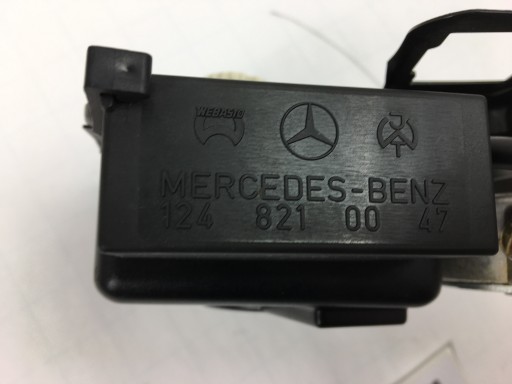 WEBASTO
MERCEDES-BENZ
124 821 00 47